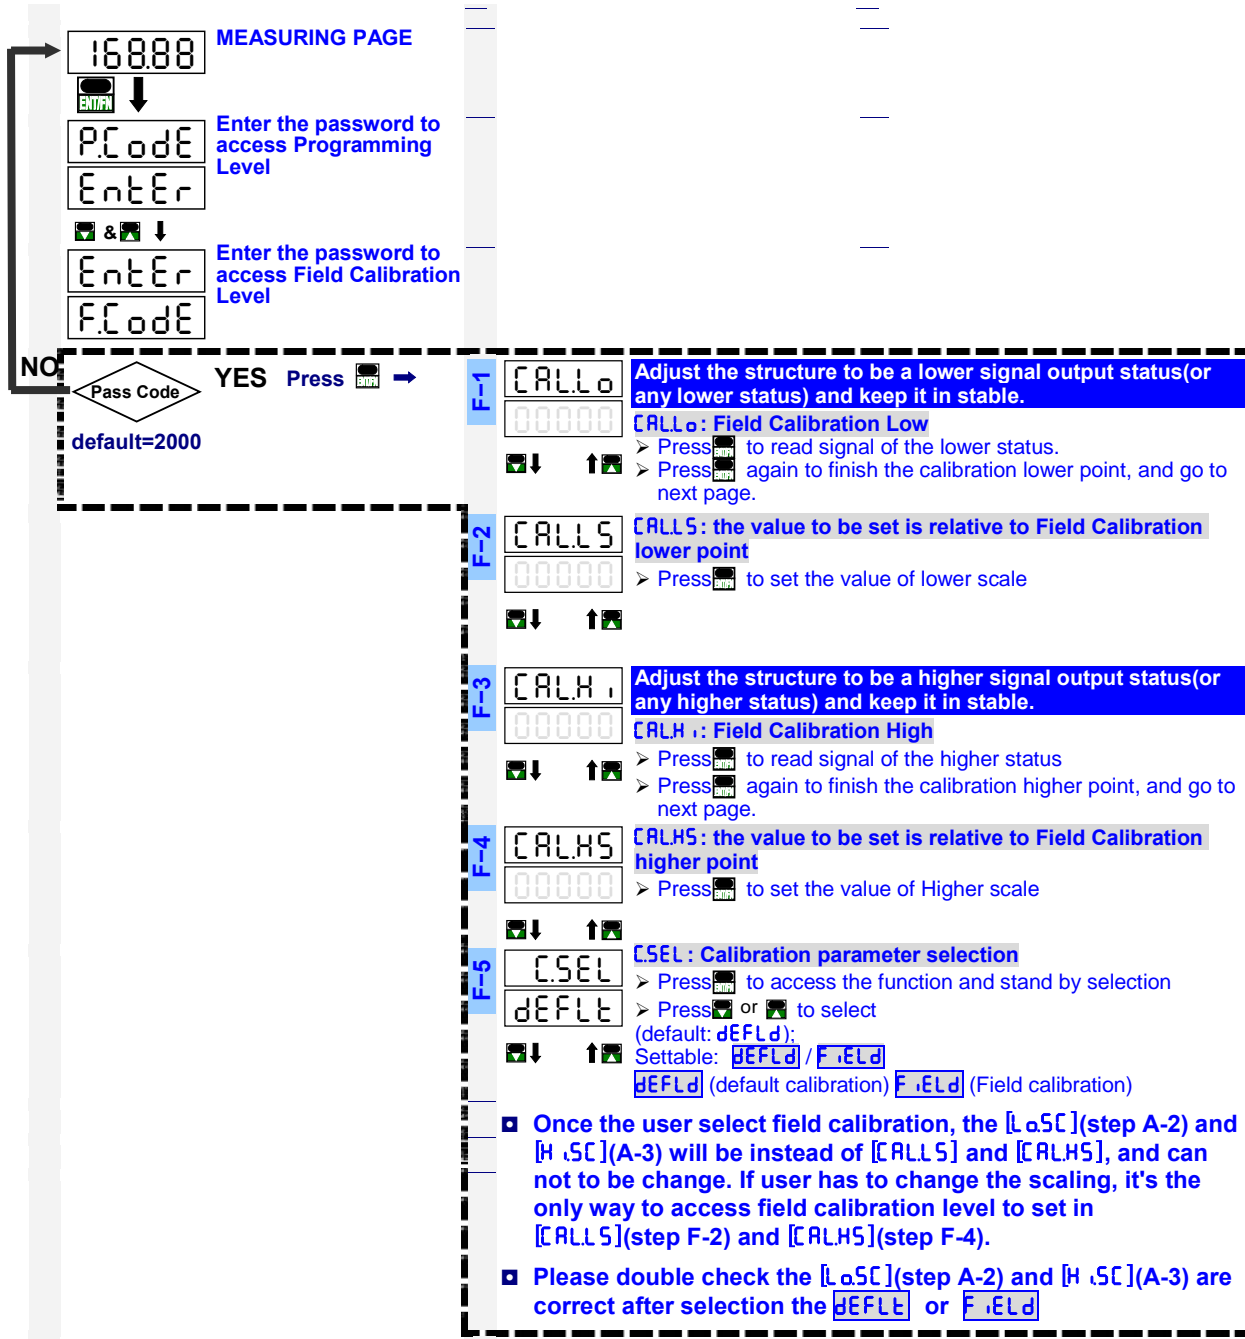 168.88
MEASURING PAGE
ENT/FN
P.CodE
Enter the password to
access Programming
Level
EntEr
&
EntEr
Enter the password to
access Field Calibration
Level
F.CodE
NO
Pass Code
YES Press ➡
default=2000
F–1
CAL.Lo
00000
Adjust the structure to be a lower signal output status(or
any lower status) and keep it in stable.
CAL.Lo: Field Calibration Low
➢ Press to read signal of the lower status.
➢ Press again to finish the calibration lower point, and go to
next page.
F–2
CAL.LS
00000
CAL.LS: the value to be set is relative to Field Calibration
lower point
➢ Press to set the value of lower scale
F–3
CAL.Hi
00000
Adjust the structure to be a higher signal output status(or
any higher status) and keep it in stable.
CAL.Hi: Field Calibration High
➢ Press to read signal of the higher status
➢ Press again to finish the calibration higher point, and go to
next page.
F–4
CAL.HS
00000
CAL.HS: the value to be set is relative to Field Calibration
higher point
➢ Press to set the value of Higher scale
F–5
C.SEL
dEFLt
C.SEL: Calibration parameter selection
➢ Press to access the function and stand by selection
➢ Press or to select
(default: dEFLd);
Settable: dEFLd / FiELd
dEFLd (default calibration) FiELd (Field calibration)
Once the user select field calibration, the [Lo.SC](step A-2) and
[Hi.SC](A-3) will be instead of [CAL.LS] and [CAL.HS], and can
not to be change. If user has to change the scaling, it's the
only way to access field calibration level to set in
[CAL.LS](step F-2) and [CAL.HS](step F-4).
Please double check the [Lo.SC](step A-2) and [Hi.SC](A-3) are
correct after selection the dEFLt or FiELd